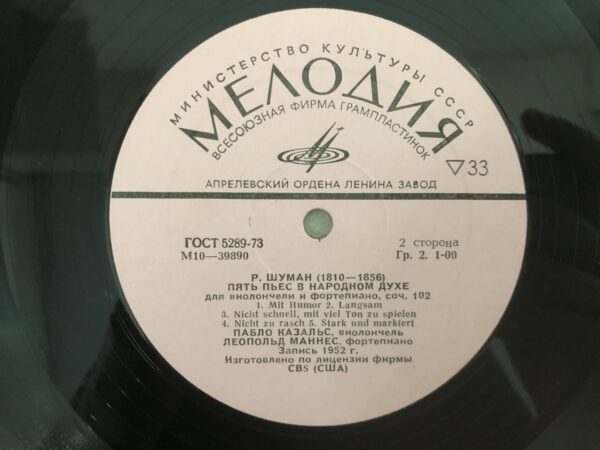 МИНИСТЕРСТВО КУЛЬТУРЫ СССР
МЕЛОДИЯ
ВСЕСОЮЗНАЯ ФИРМА ГРАМПЛАСТИНОК
▽33
АПРЕЛЕВСКИЙ ОРДЕНА ЛЕНИНА ЗАВОД
ГОСТ 5289-73
2 сторона
М10—39890
Гр. 2. 1-00
Р. ШУМАН (1810—1856)
ПЯТЬ ПЬЕС В НАРОДНОМ ДУХЕ
для виолончели и фортепиано, соч. 102
1. Mit Humor 2. Langsam
3. Nicht schnell, mit viel Ton zu spielen
4. Nicht zu rasch 5. Stark und markiert
ПАБЛО КАЗАЛЬС, виолончель
ЛЕОПОЛЬД МАННЕС, фортепиано
Запись 1952 г.
Изготовлено по лицензии фирмы
CBS (США)